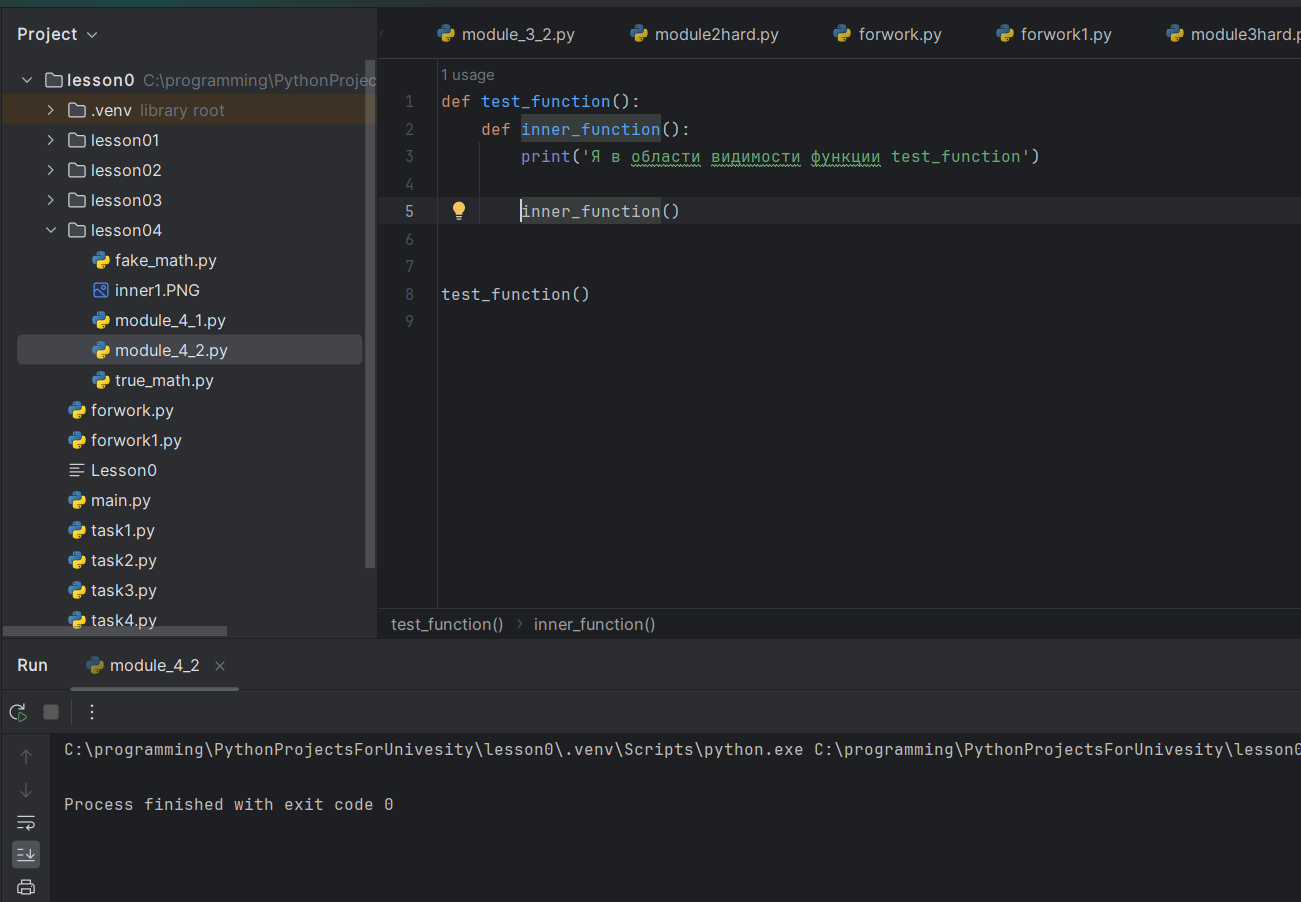 Project
lesson0 C:\programming\PythonProjec
.venv library root
lesson01
lesson02
lesson03
lesson04
fake_math.py
inner1.PNG
module_4_1.py
module_4_2.py
true_math.py
forwork.py
forwork1.py
Lesson0
main.py
task1.py
task2.py
task3.py
task4.py
module_3_2.py module2hard.py forwork.py forwork1.py module3hard.p
1 usage
1 def test_function():
2 def inner_function():
3 print('Я в области видимости функции test_function')
4
5 inner_function()
6
7
8 test_function()
9
test_function() > inner_function()
Run module_4_2
C:\programming\PythonProjectsForUnivesity\lesson0\.venv\Scripts\python.exe C:\programming\PythonProjectsForUnivesity\lesson0
Process finished with exit code 0